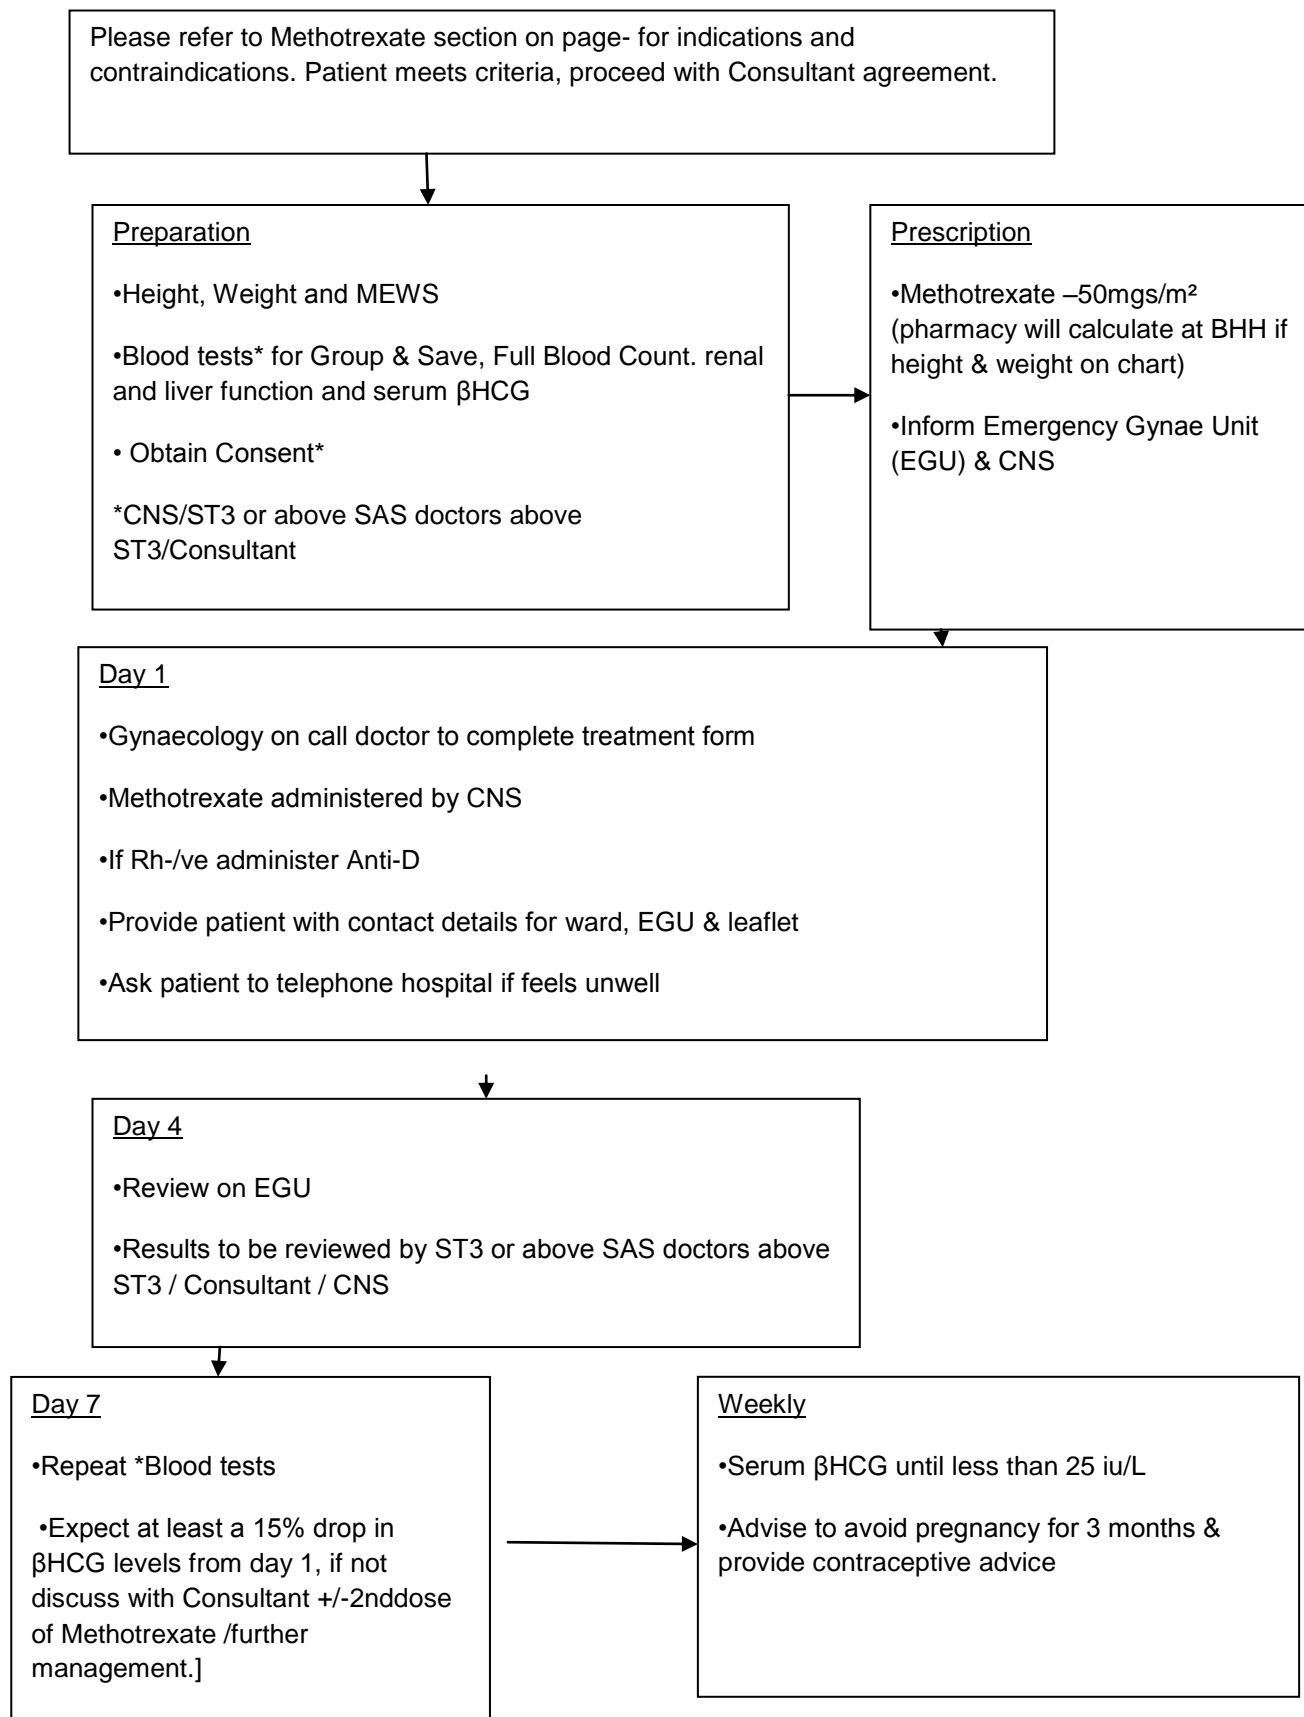 Please refer to Methotrexate section on page- for indications and
contraindications. Patient meets criteria, proceed with Consultant agreement.
Preparation
•Height, Weight and MEWS
•Blood tests* for Group & Save, Full Blood Count. renal
and liver function and serum βHCG
• Obtain Consent*
*CNS/ST3 or above SAS doctors above
ST3/Consultant
Prescription
•Methotrexate –50mgs/m²
(pharmacy will calculate at BHH if
height & weight on chart)
•Inform Emergency Gynae Unit
(EGU) & CNS
Day 1
•Gynaecology on call doctor to complete treatment form
•Methotrexate administered by CNS
•If Rh-/ve administer Anti-D
•Provide patient with contact details for ward, EGU & leaflet
•Ask patient to telephone hospital if feels unwell
Day 4
•Review on EGU
•Results to be reviewed by ST3 or above SAS doctors above
ST3 / Consultant / CNS
Day 7
•Repeat *Blood tests
•Expect at least a 15% drop in
βHCG levels from day 1, if not
discuss with Consultant +/-2nddose
of Methotrexate /further
management.]
Weekly
•Serum βHCG until less than 25 iu/L
•Advise to avoid pregnancy for 3 months &
provide contraceptive advice